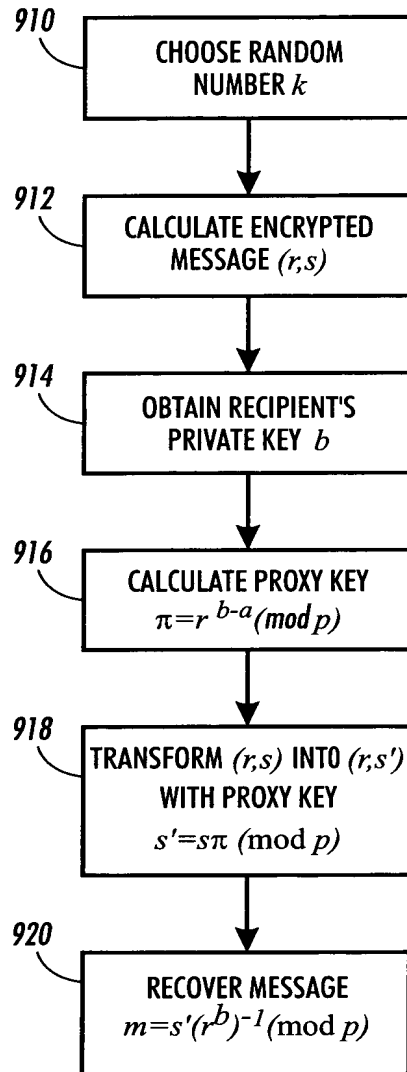 910
CHOOSE RANDOM
NUMBER k
912
CALCULATE ENCRYPTED
MESSAGE (r,s)
914
OBTAIN RECIPIENT'S
PRIVATE KEY b
916
CALCULATE PROXY KEY
π=r^{b-a}(mod p)
918
TRANSFORM (r,s) INTO (r,s')
WITH PROXY KEY
s'=sπ (mod p)
920
RECOVER MESSAGE
m=s'(r^b)^{-1}(mod p)